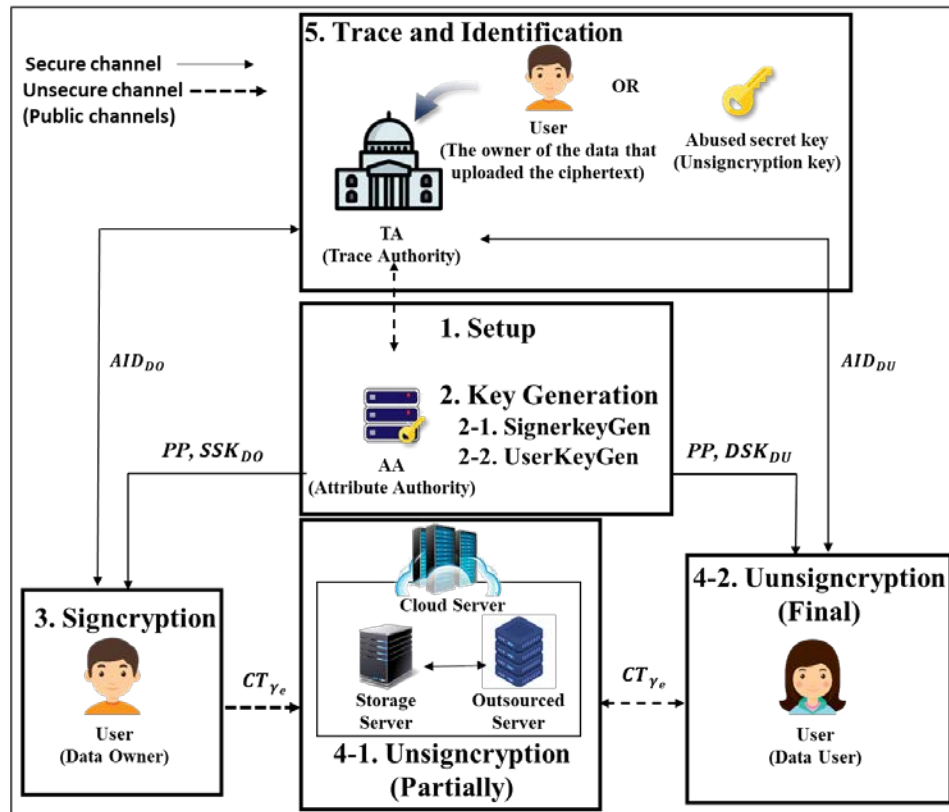 5. Trace and Identification
Secure channel
Unsecure channel
(Public channels)
OR
User
(The owner of the data that
uploaded the ciphertext)
Abused secret key
(Unsigncryption key)
TA
(Trace Authority)
1. Setup
AID_DO
AID_DU
2. Key Generation
2-1. SignerkeyGen
2-2. UserKeyGen
AA
(Attribute Authority)
PP, SSK_DO
PP, DSK_DU
3. Signcryption
User
(Data Owner)
CT_γ_e
Cloud Server
Storage
Server
Outsourced
Server
4-1. Unsigncryption
(Partially)
CT_γ_e
4-2. Uunsigncryption
(Final)
User
(Data User)